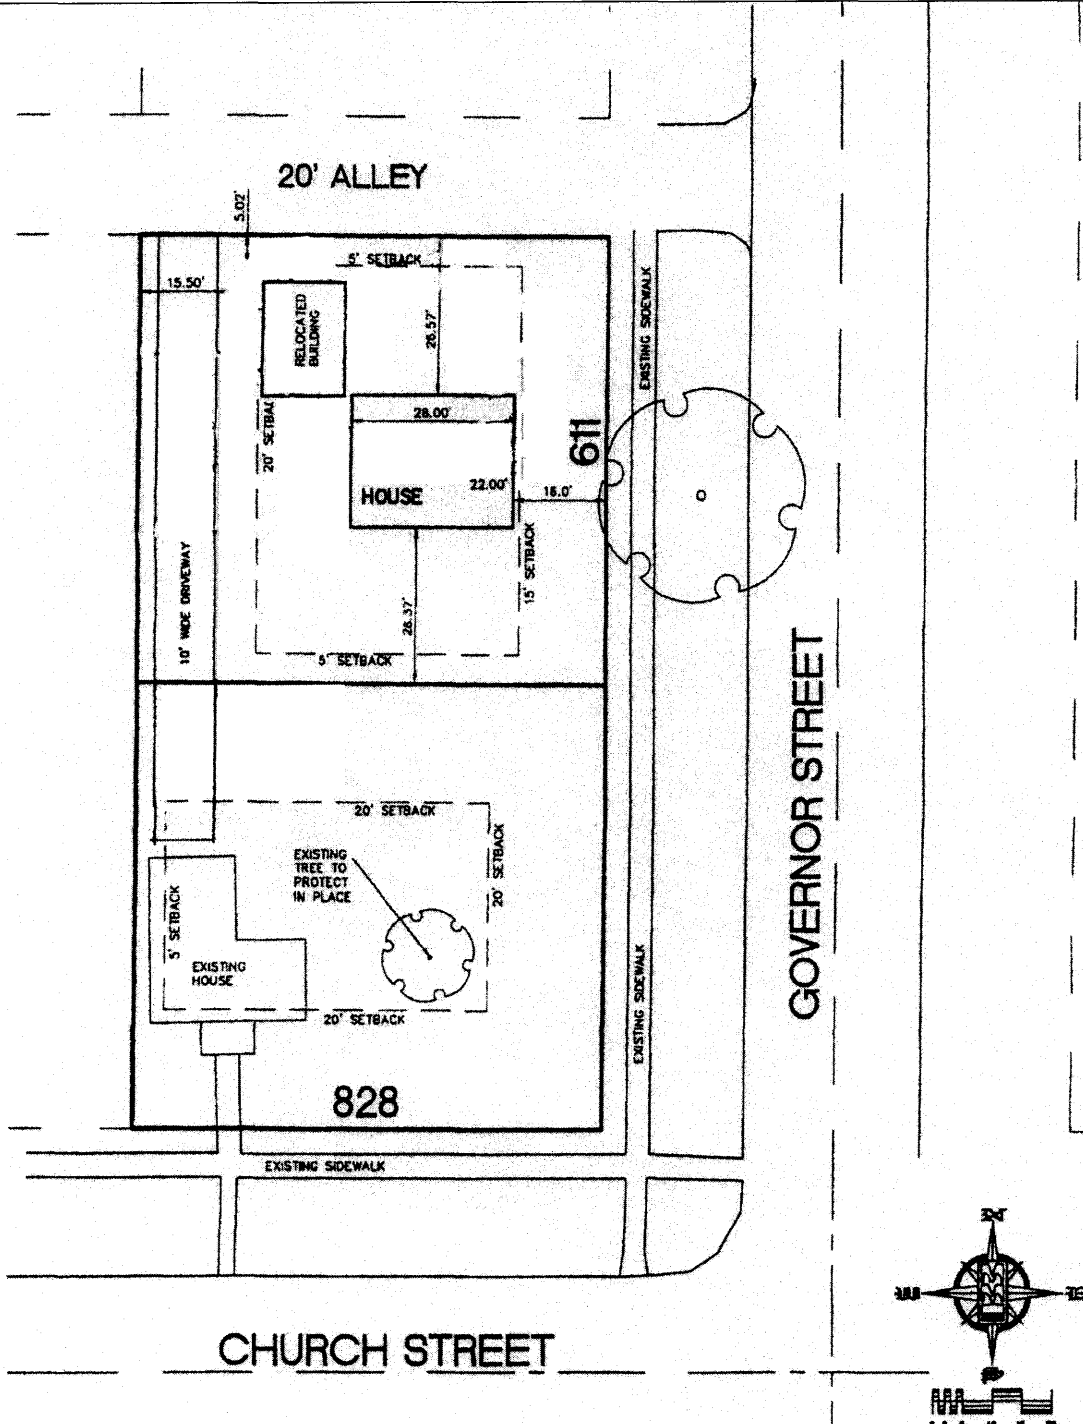 20' ALLEY
5.02'
5' SETBACK
15.50'
RELOCATED
BUILDING
26.57'
EXISTING SIDEWALK
28.00'
20' SETBAC
611
22.00'
HOUSE
16.0'
15' SETBACK
10' WIDE DRIVEWAY
26.37'
5' SETBACK
GOVERNOR STREET
20' SETBACK
EXISTING
TREE TO
PROTECT
IN PLACE
20' SETBACK
5' SETBACK
EXISTING
HOUSE
20' SETBACK
EXISTING SIDEWALK
828
EXISTING SIDEWALK
N
W
E
S
CHURCH STREET